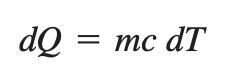 dQ = mc dT